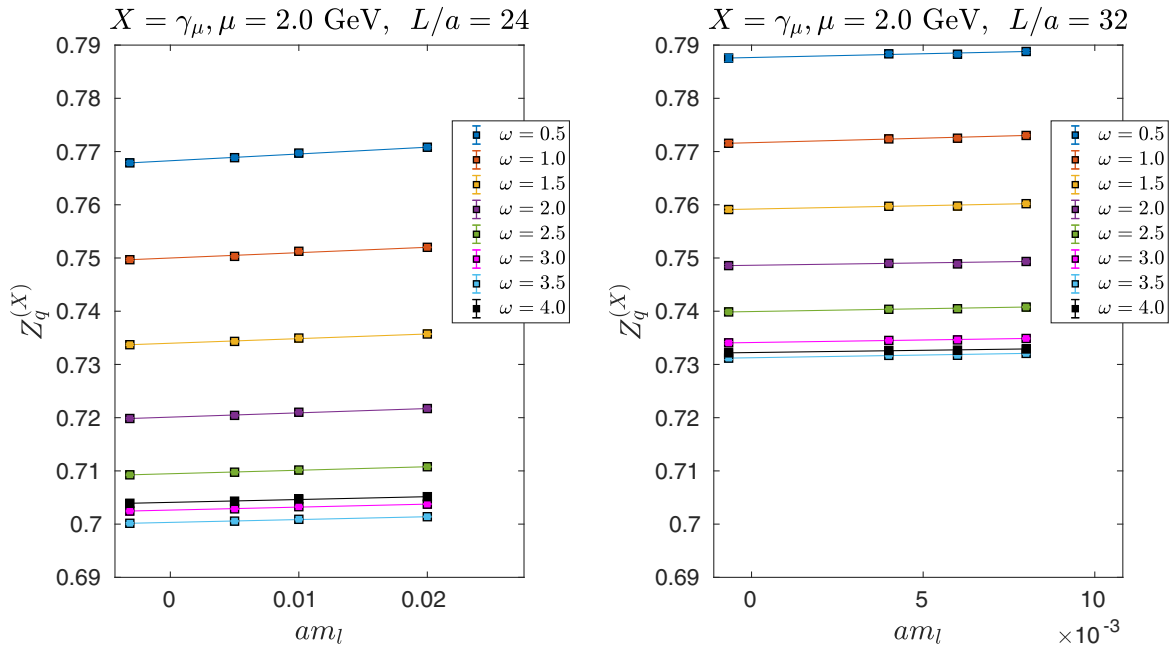 X = γμ, μ = 2.0 GeV, L/a = 24
0.79
0.78
0.77
0.76
0.75
0.74
0.73
0.72
0.71
0.7
0.69
Z_q^(X)
0
0.01
0.02
am_l
ω = 0.5
ω = 1.0
ω = 1.5
ω = 2.0
ω = 2.5
ω = 3.0
ω = 3.5
ω = 4.0
X = γμ, μ = 2.0 GeV, L/a = 32
0.79
0.78
0.77
0.76
0.75
0.74
0.73
0.72
0.71
0.7
0.69
Z_q^(X)
0
5
10
×10^-3
am_l
ω = 0.5
ω = 1.0
ω = 1.5
ω = 2.0
ω = 2.5
ω = 3.0
ω = 3.5
ω = 4.0